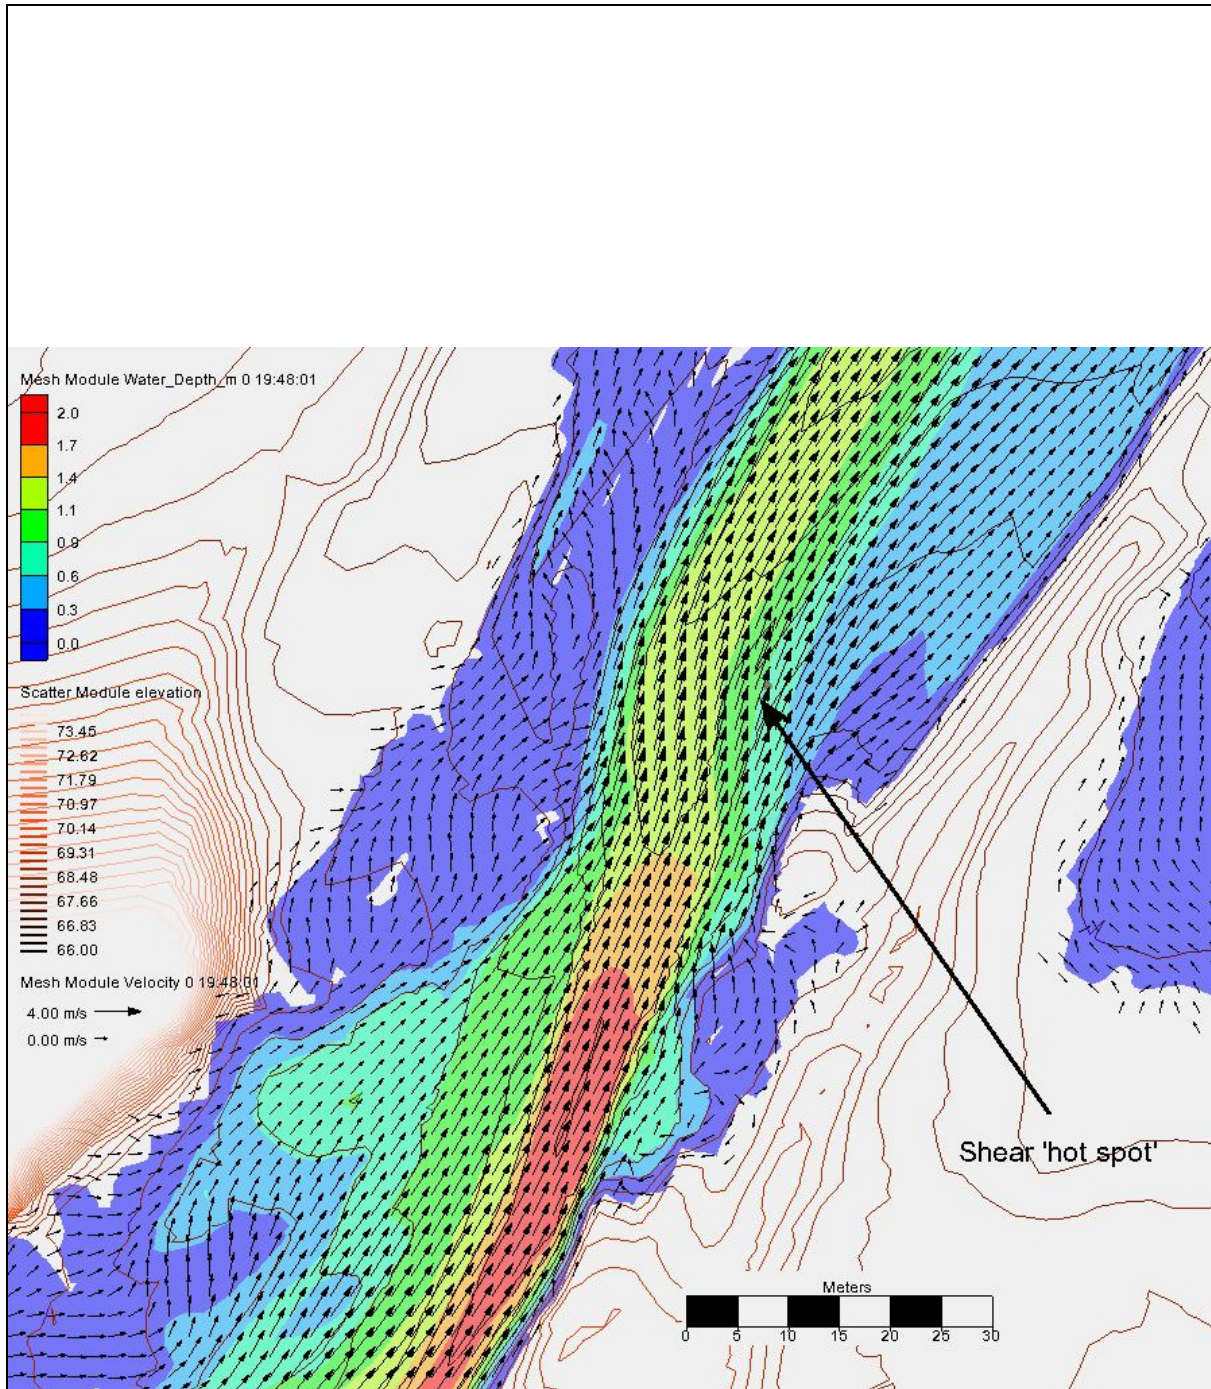 Mesh Module Water_Depth_m 0 19:48:01
2.0
1.7
1.4
1.1
0.9
0.6
0.3
0.0
Scatter Module elevation
73.45
72.62
71.79
70.97
70.14
69.31
68.48
67.66
66.83
66.00
Mesh Module Velocity 0 19:48:01
4.00 m/s
0.00 m/s
Shear 'hot spot'
Meters
0 5 10 15 20 25 30